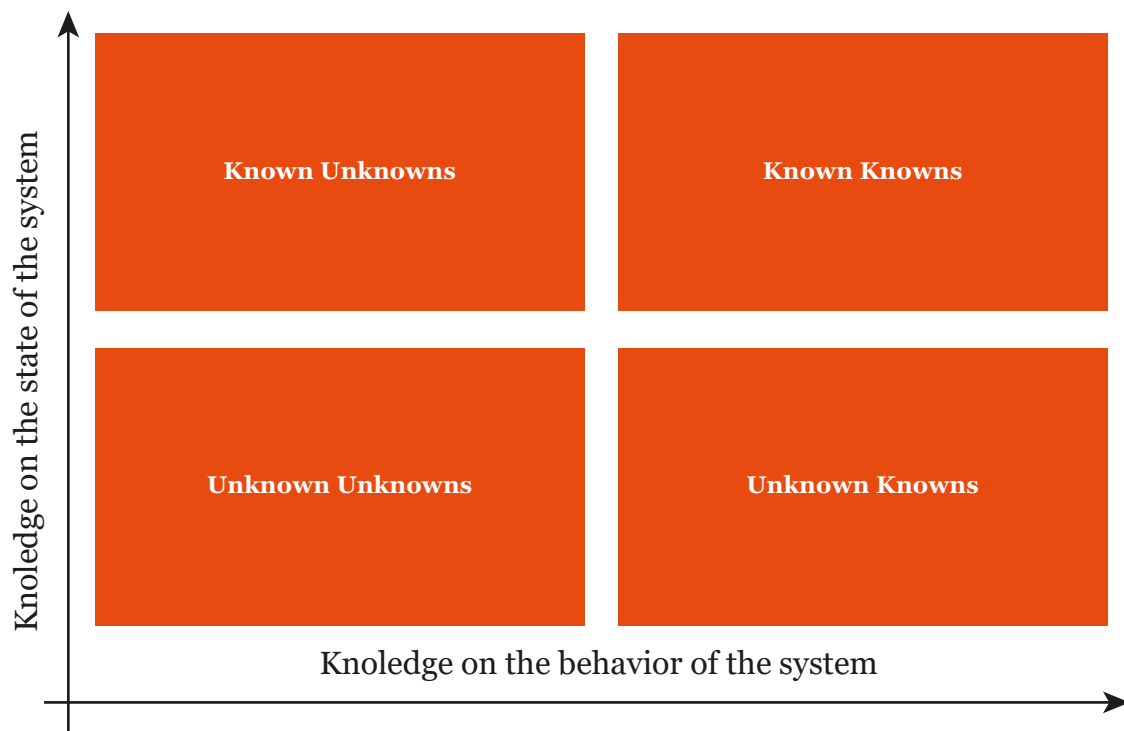 Knoledge on the state of the system
Known Unknowns
Known Knowns
Unknown Unknowns
Unknown Knowns
Knoledge on the behavior of the system